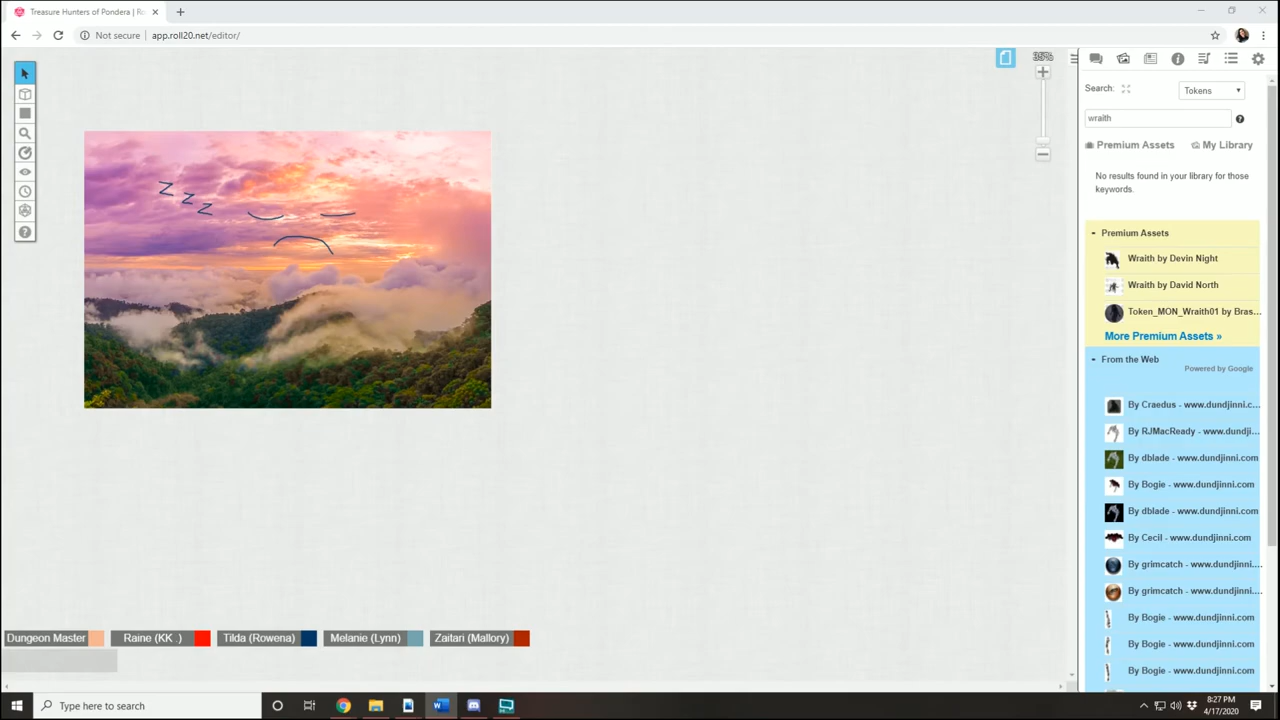 Treasure Hunters of Pondera | Ro
Not secure | app.roll20.net/editor/
35%
Search:
Tokens
wraith
Premium Assets
My Library
No results found in your library for those
keywords.
Premium Assets
Wraith by Devin Night
Wraith by David North
Token_MON_Wraith01 by Bras...
More Premium Assets »
From the Web
Powered by Google
By Craedus - www.dundjinni.c...
By RJMacReady - www.dundji...
By dblade - www.dundjinni.com
By Bogie - www.dundjinni.com
By dblade - www.dundjinni.com
By Cecil - www.dundjinni.com
By grimcatch - www.dundjinni....
By grimcatch - www.dundjinni....
By Bogie - www.dundjinni.com
By Bogie - www.dundjinni.com
By Bogie - www.dundjinni.com
Z Z Z
Dungeon Master
Raine (KK .)
Tilda (Rowena)
Melanie (Lynn)
Zaitari (Mallory)
Type here to search
8:27 PM
4/17/2020